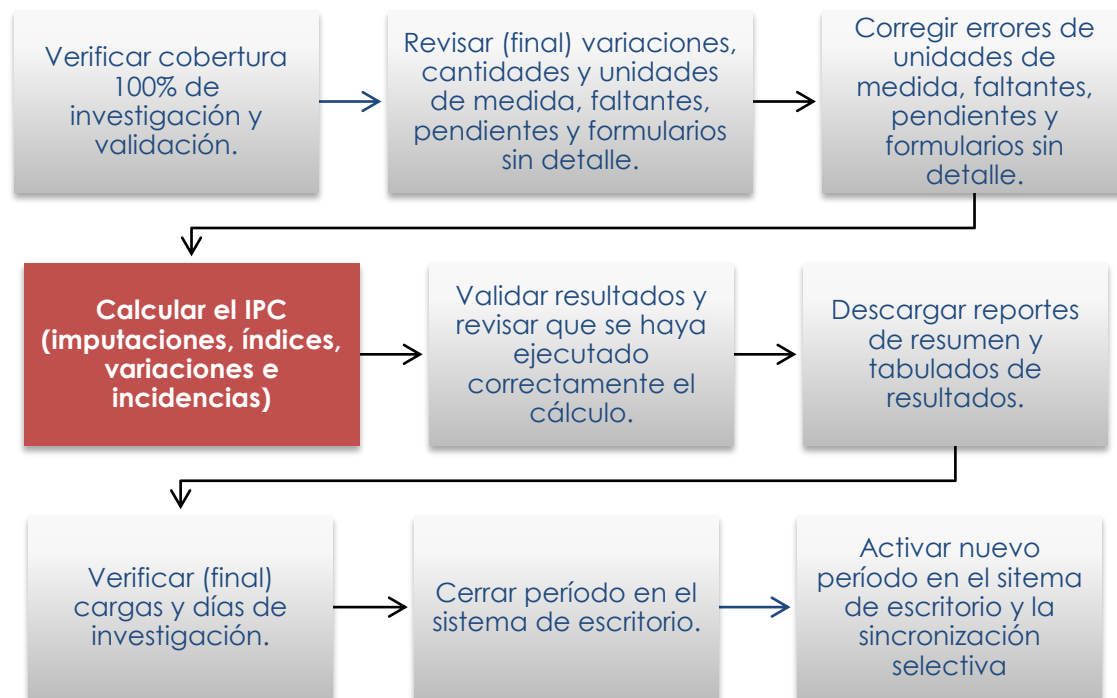 Verificar cobertura
100% de
investigación y
validación.
Revisar (final) variaciones,
cantidades y unidades
de medida, faltantes,
pendientes y formularios
sin detalle.
Corregir errores de
unidades de
medida, faltantes,
pendientes y
formularios sin
detalle.
Calcular el IPC
(imputaciones, índices,
variaciones e
incidencias)
Validar resultados y
revisar que se haya
ejecutado
correctamente el
cálculo.
Descargar reportes
de resumen y
tabulados de
resultados.
Verificar (final)
cargas y días de
investigación.
Cerrar período en el
sistema de escritorio.
Activar nuevo
período en el sitema
de escritorio y la
sincronización
selectiva